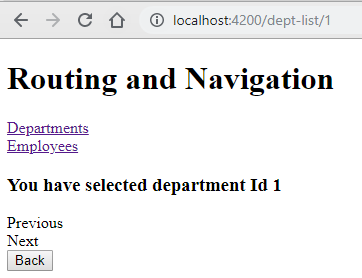 localhost:4200/dept-list/1
Routing and Navigation
Departments
Employees
You have selected department Id 1
Previous
Next
Back